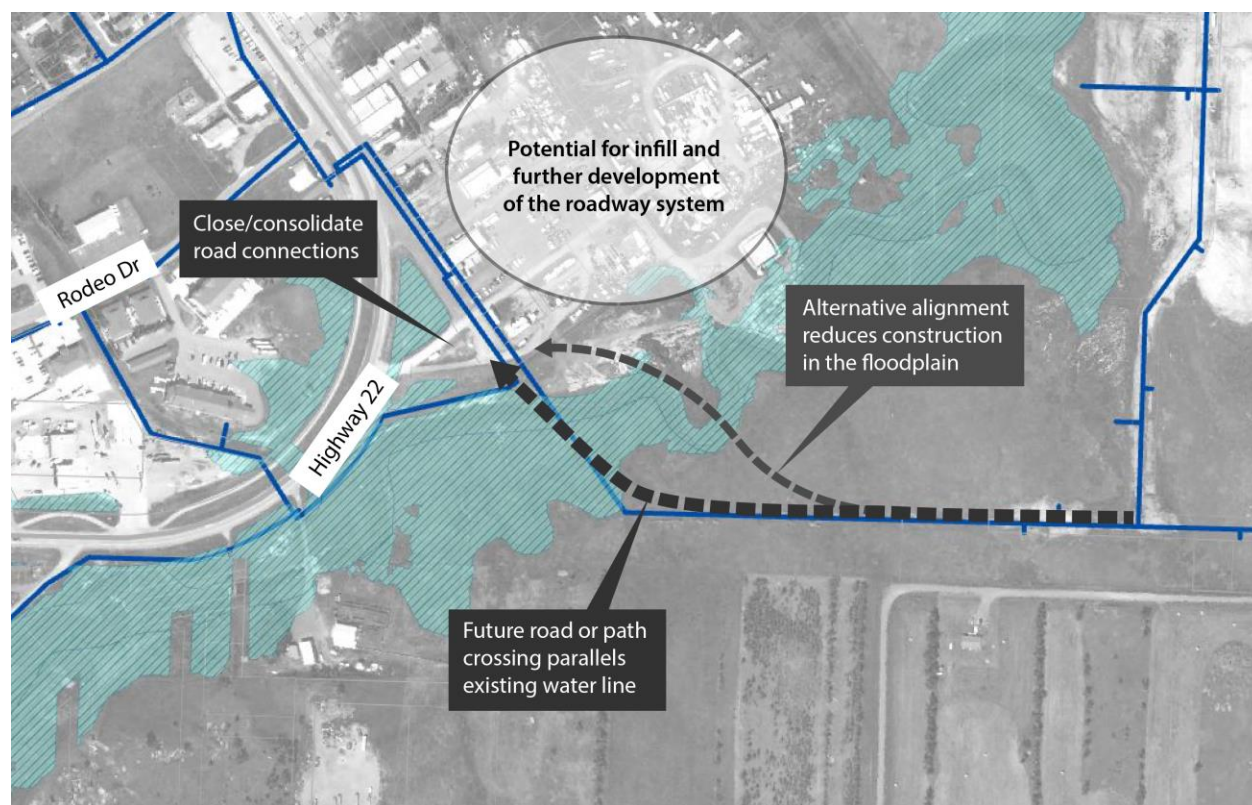 Potential for infill and
further development
of the roadway system
Close/consolidate
road connections
Rodeo Dr
Highway 22
Alternative alignment
reduces construction
in the floodplain
Future road or path
crossing parallels
existing water line